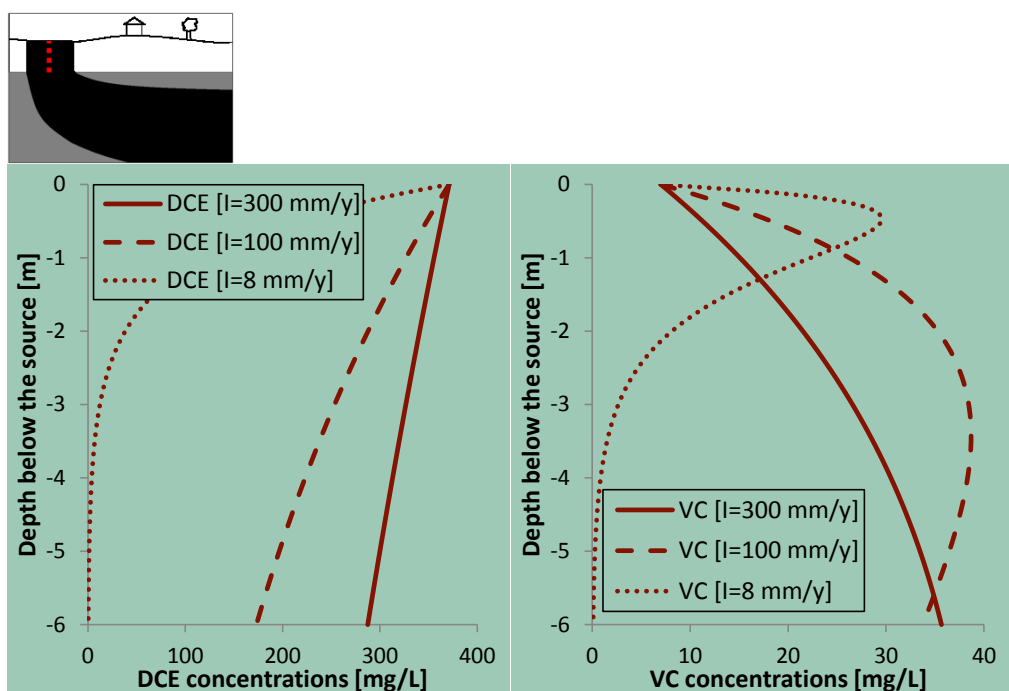 0
-1
-2
-3
-4
-5
-6
Depth below the source [m]
DCE [I=300 mm/y]
DCE [I=100 mm/y]
DCE [I=8 mm/y]
0
100
200
300
400
DCE concentrations [mg/L]
0
-1
-2
-3
-4
-5
-6
Depth below the source [m]
VC [I=300 mm/y]
VC [I=100 mm/y]
VC [I=8 mm/y]
0
10
20
30
40
VC concentrations [mg/L]